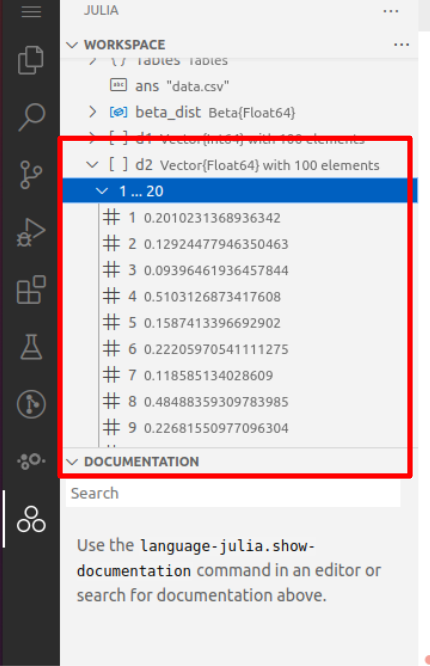 JULIA
WORKSPACE
Tables Tables
ans "data.csv"
beta_dist Beta{Float64}
[ ] d1 Vector{Int64} with 100 elements
[ ] d2 Vector{Float64} with 100 elements
1 ... 20
1 0.2010231368936342
2 0.12924477946350463
3 0.09396461936457844
4 0.5103126873417608
5 0.1587413396692902
6 0.22205970541111275
7 0.118585134028609
8 0.48488359309783985
9 0.22681550977096304
DOCUMENTATION
Search
Use the language-julia.show-
documentation command in an editor or
search for documentation above.